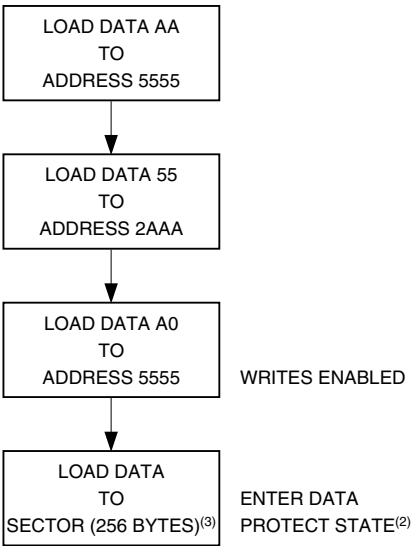 LOAD DATA AA
TO
ADDRESS 5555
LOAD DATA 55
TO
ADDRESS 2AAA
LOAD DATA A0
TO
ADDRESS 5555 WRITES ENABLED
LOAD DATA
TO ENTER DATA
SECTOR (256 BYTES)(3) PROTECT STATE(2)